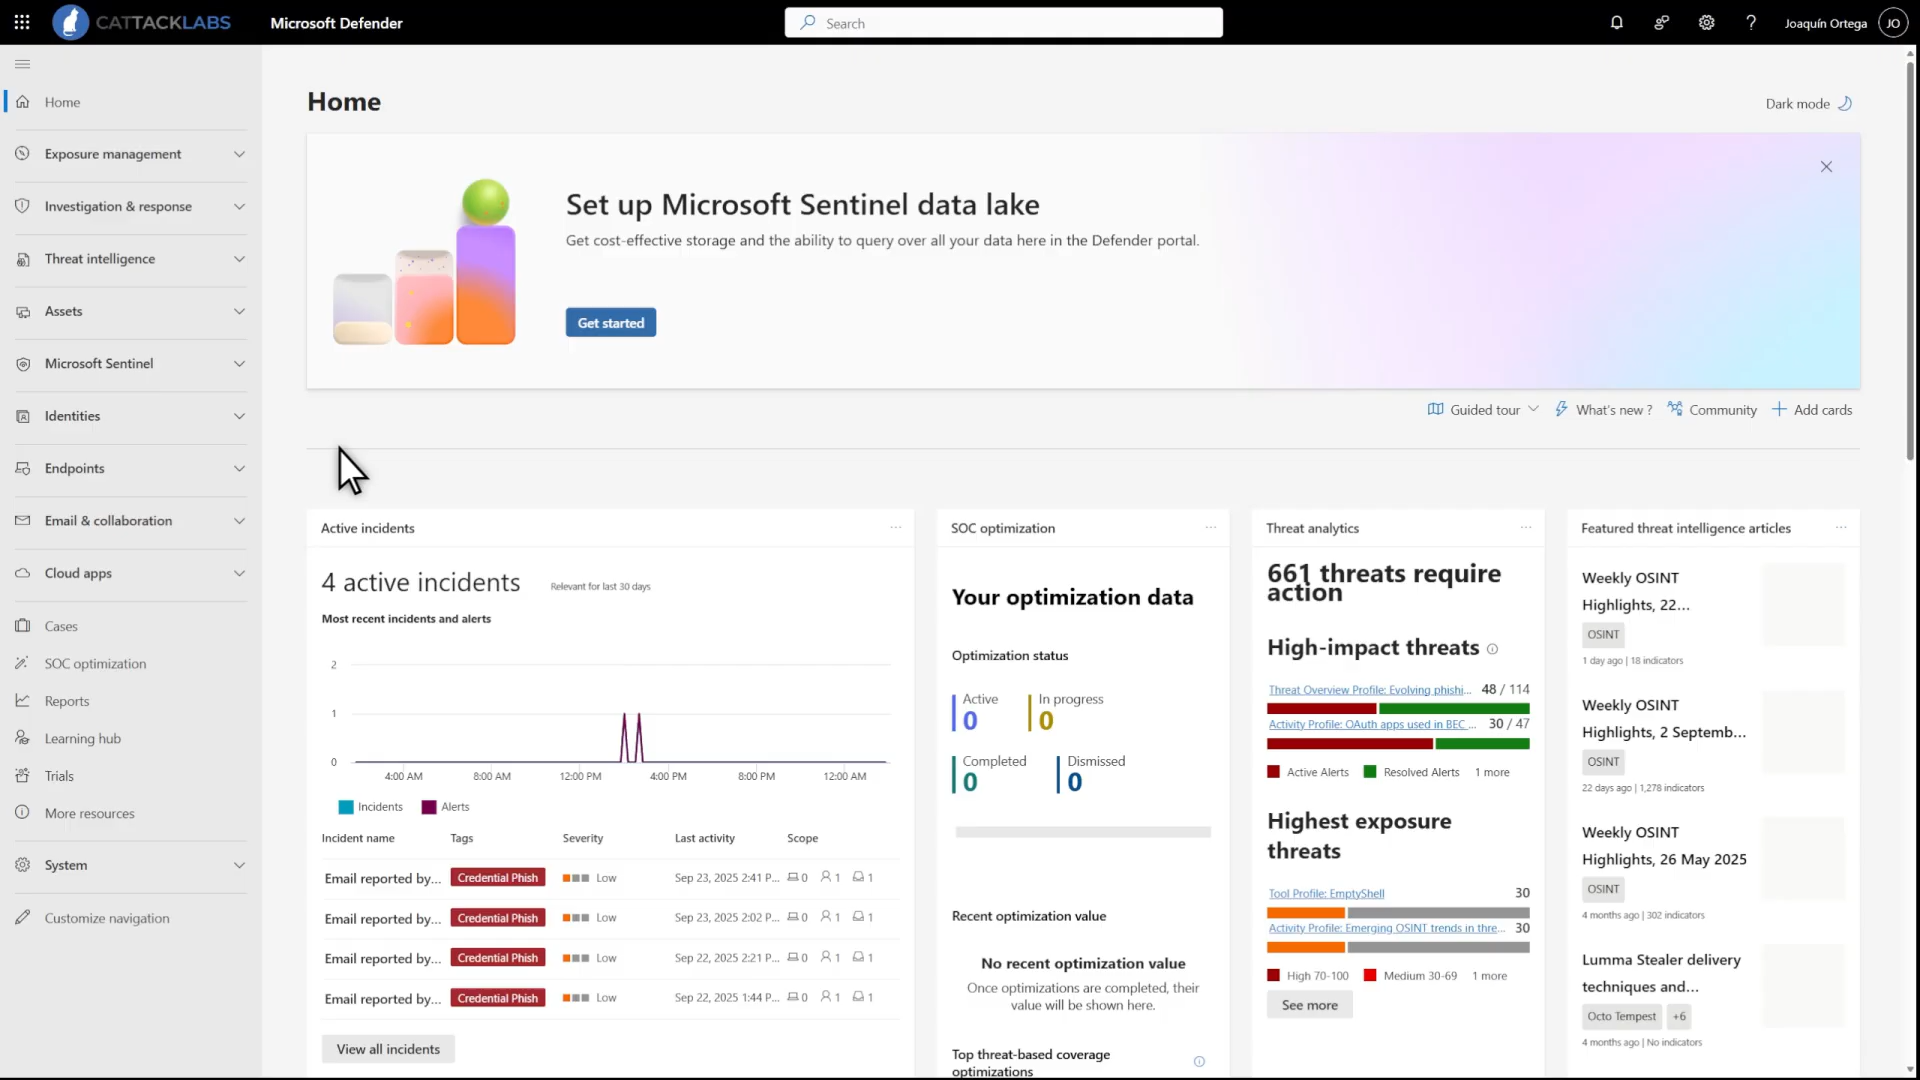 CATTACKLABS
Microsoft Defender
Search
Joaquín Ortega
JO
Home
Exposure management
Investigation & response
Threat intelligence
Assets
Microsoft Sentinel
Identities
Endpoints
Email & collaboration
Cloud apps
Cases
SOC optimization
Reports
Learning hub
Trials
More resources
System
Customize navigation
Home
Dark mode
Set up Microsoft Sentinel data lake
Get cost-effective storage and the ability to query over all your data here in the Defender portal.
Get started
Guided tour
What's new ?
Community
Add cards
Active incidents
4 active incidents
Relevant for last 30 days
Most recent incidents and alerts
2
1
0
4:00 AM 8:00 AM 12:00 PM 4:00 PM 8:00 PM 12:00 AM
Incidents Alerts
Incident name Tags Severity Last activity Scope
Email reported by... Credential Phish Low Sep 23, 2025 2:41 P... 0 1 1
Email reported by... Credential Phish Low Sep 23, 2025 2:02 P... 0 1 1
Email reported by... Credential Phish Low Sep 22, 2025 2:21 P... 0 1 1
Email reported by... Credential Phish Low Sep 22, 2025 1:44 P... 0 1 1
View all incidents
SOC optimization
Your optimization data
Optimization status
Active In progress
0 0
Completed Dismissed
0 0
Recent optimization value
No recent optimization value
Once optimizations are completed, their
value will be shown here.
Top threat-based coverage
optimizations
Threat analytics
661 threats require
action
High-impact threats
Threat Overview Profile: Evolving phishi... 48 / 114
Activity Profile: OAuth apps used in BEC ... 30 / 47
Active Alerts Resolved Alerts 1 more
Highest exposure
threats
Tool Profile: EmptyShell 30
Activity Profile: Emerging OSINT trends in thre... 30
High 70-100 Medium 30-69 1 more
See more
Featured threat intelligence articles
Weekly OSINT
Highlights, 22...
OSINT
1 day ago | 18 indicators
Weekly OSINT
Highlights, 2 Septemb...
OSINT
22 days ago | 1,278 indicators
Weekly OSINT
Highlights, 26 May 2025
OSINT
4 months ago | 302 indicators
Lumma Stealer delivery
techniques and...
Octo Tempest +6
4 months ago | No indicators